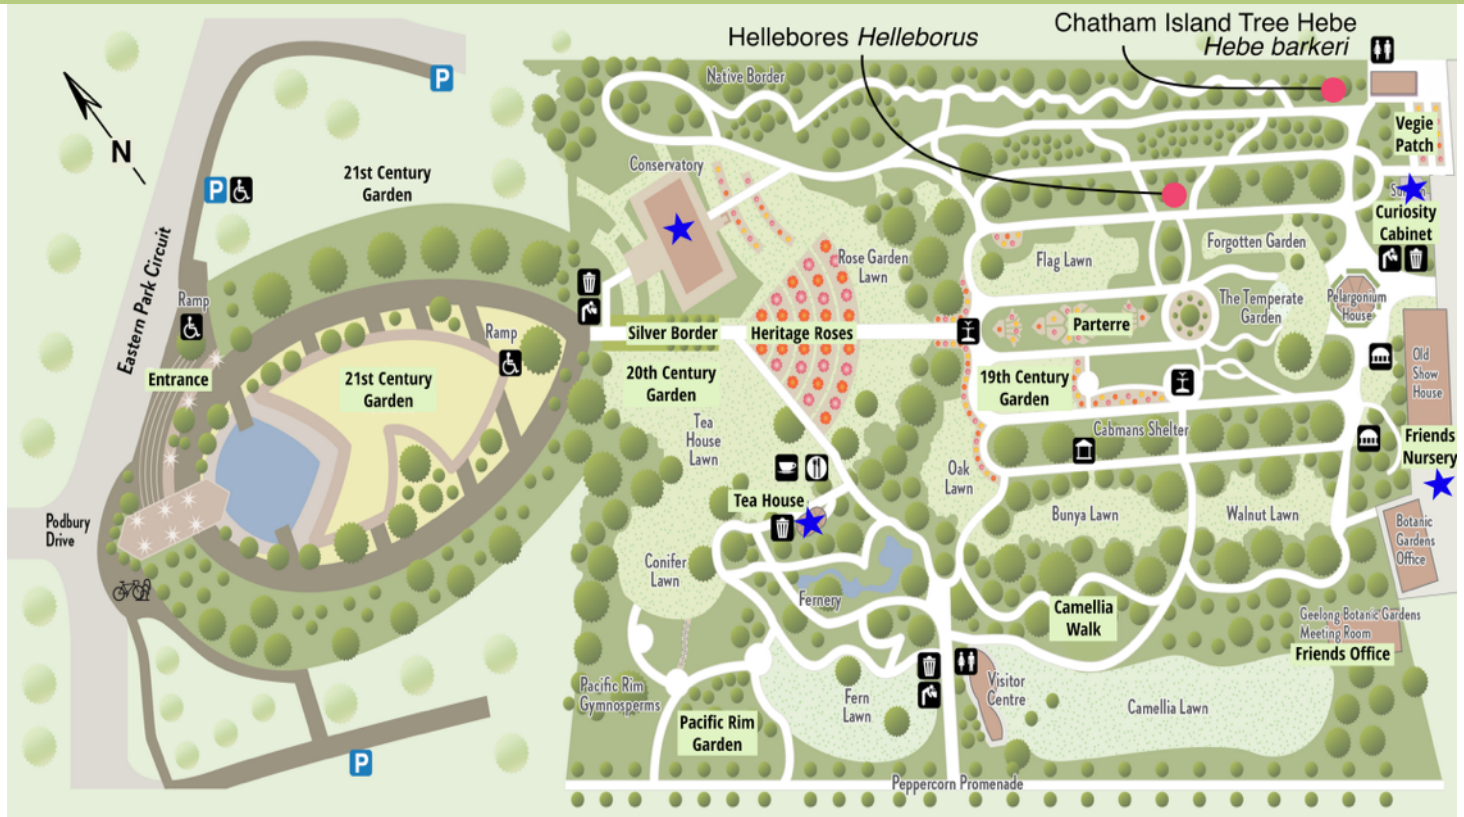 Chatham Island Tree Hebe
Hebe barkeri
Hellebores Helleborus
P
Native Border
Vegie
Patch
N
Conservatory
21st Century
Garden
P
Curiosity
Cabinet
Eastern Park Circuit
Rose Garden
Lawn
Flag Lawn
Forgotten Garden
Ramp
The Temperate
Garden
Pelargonium
House
Silver Border
Heritage Roses
Parterre
Ramp
Entrance
21st Century
Garden
20th Century
Garden
19th Century
Garden
Old
Show
House
Tea
House
Lawn
Cabmans Shelter
Friends
Nursery
Oak
Lawn
Tea House
Bunya Lawn
Walnut Lawn
Podbury
Drive
Botanic
Gardens
Office
Conifer
Lawn
Fernery
Camellia
Walk
Geelong Botanic Gardens
Meeting Room
Friends Office
Pacific Rim
Gymnosperms
Fern
Lawn
Visitor
Centre
Camellia Lawn
Pacific Rim
Garden
P
Peppercorn Promenade